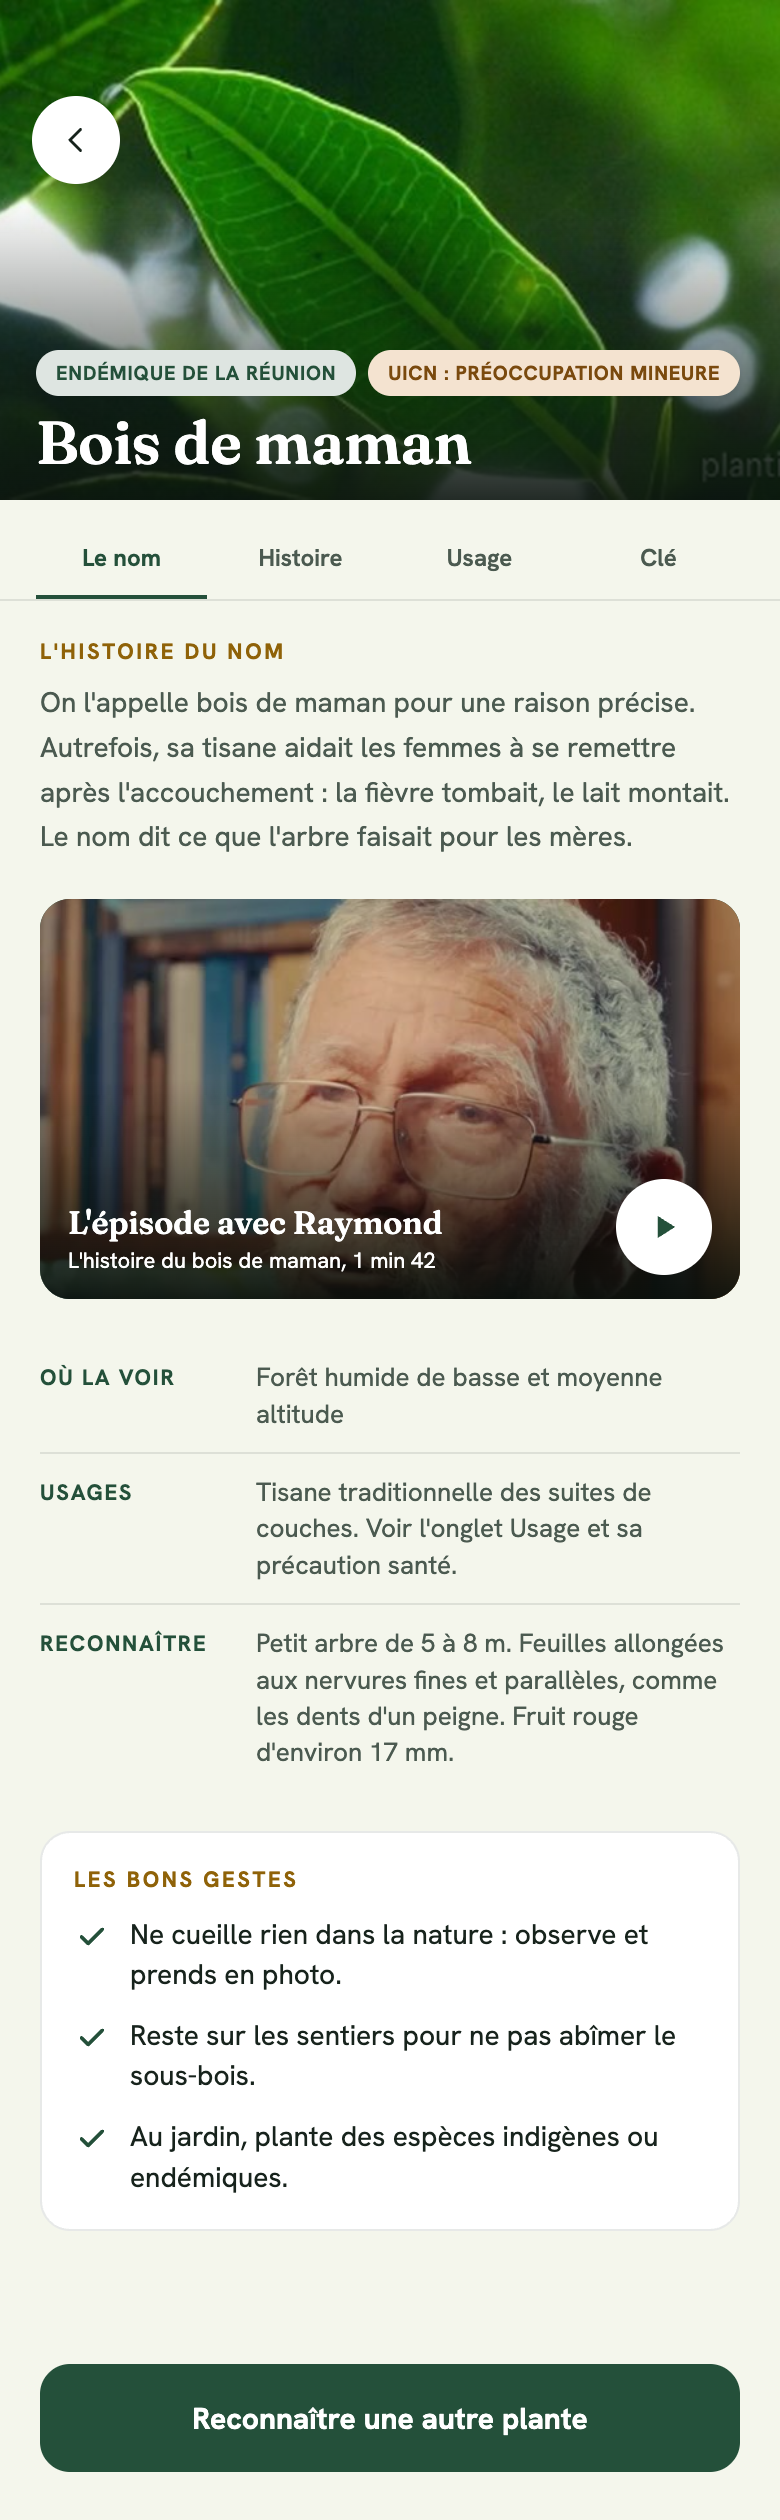 ENDÉMIQUE DE LA RÉUNION
UICN : PRÉOCCUPATION MINEURE
Bois de maman
planti
Le nom
Histoire
Usage
Clé
L'HISTOIRE DU NOM
On l'appelle bois de maman pour une raison précise.
Autrefois, sa tisane aidait les femmes à se remettre
après l'accouchement : la fièvre tombait, le lait montait.
Le nom dit ce que l'arbre faisait pour les mères.
L'épisode avec Raymond
L'histoire du bois de maman, 1 min 42
OÙ LA VOIR
Forêt humide de basse et moyenne
altitude
USAGES
Tisane traditionnelle des suites de
couches. Voir l'onglet Usage et sa
précaution santé.
RECONNAÎTRE
Petit arbre de 5 à 8 m. Feuilles allongées
aux nervures fines et parallèles, comme
les dents d'un peigne. Fruit rouge
d'environ 17 mm.
LES BONS GESTES
Ne cueille rien dans la nature : observe et
prends en photo.
Reste sur les sentiers pour ne pas abîmer le
sous-bois.
Au jardin, plante des espèces indigènes ou
endémiques.
Reconnaître une autre plante